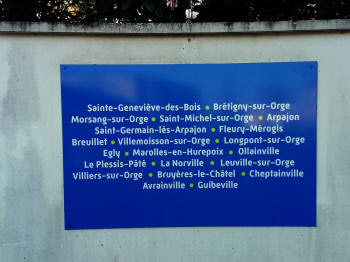 Sainte-Geneviève-des-Bois • Brétigny-sur-Orge
Morsang-sur-Orge • Saint-Michel-sur-Orge • Arpajon
Saint-Germain-lès-Arpajon • Fleury-Mérogis
Breuillet • Villemoisson-sur-Orge • Longpont-sur-Orge
Egly • Marolles-en-Hurepoix • Ollainville
Le Plessis-Pâté • La Norville • Leuville-sur-Orge
Villiers-sur-Orge • Bruyères-le-Châtel • Cheptainville
Avrainville • Guibeville